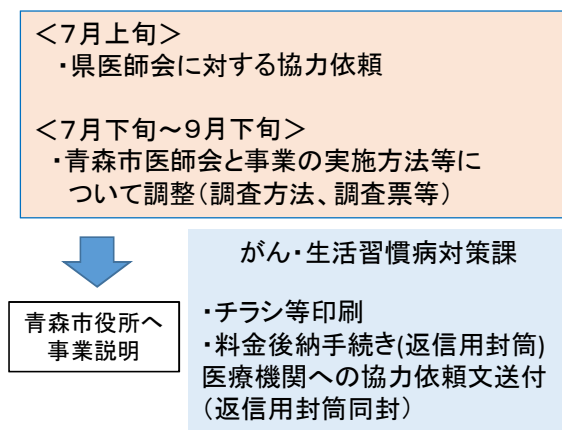 ＜７月上旬＞
・県医師会に対する協力依頼
＜７月下旬～９月下旬＞
・青森市医師会と事業の実施方法等に
ついて調整（調査方法、調査票等）
青森市役所へ
事業説明
がん・生活習慣病対策課
・チラシ等印刷
・料金後納手続き(返信用封筒)
医療機関への協力依頼文送付
（返信用封筒同封）